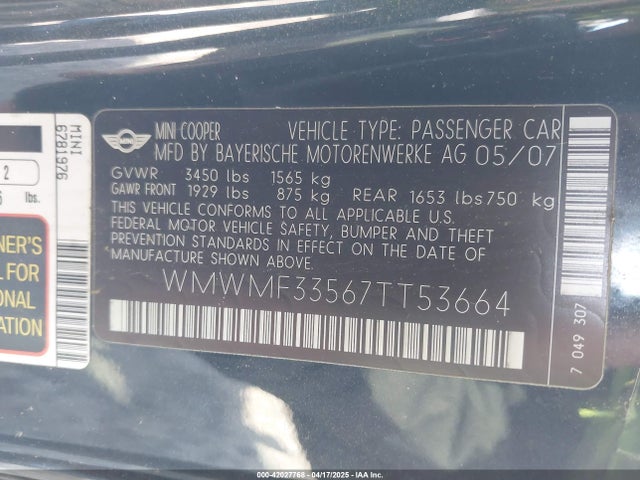 MINI COOPER VEHICLE TYPE: PASSENGER CAR
MFD BY BAYERISCHE MOTORENWERKE AG 05/07
GVWR 3450 lbs 1565 kg
GAWR FRONT 1929 lbs 875 kg REAR 1653 lbs 750 kg
THIS VEHICLE CONFORMS TO ALL APPLICABLE U.S.
FEDERAL MOTOR VEHICLE SAFETY, BUMPER AND THEFT
PREVENTION STANDARDS IN EFFECT ON THE DATE OF
MANUFACTURE SHOWN ABOVE.
WMWMF33567TT53664
7 049 307
MINI
6781976
2
lbs.
NER'S
L FOR
ONAL
ATION
000-42027768 - 04/17/2025 - IAA Inc.